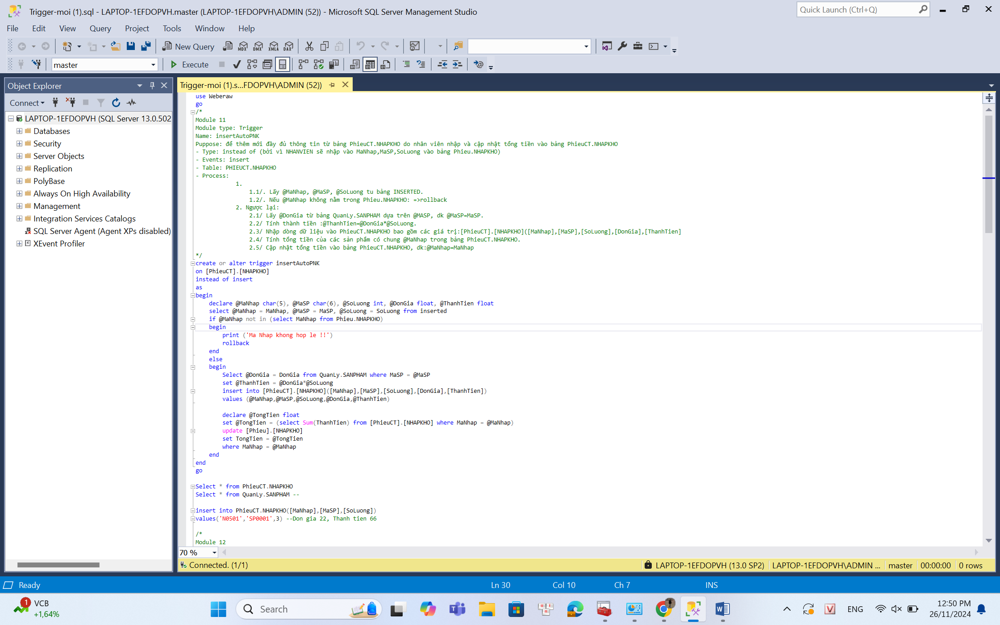 Trigger-moi (1).sql - LAPTOP-1EFDOPVH.master (LAPTOP-1EFDOPVH\ADMIN (52)) - Microsoft SQL Server Management Studio
Quick Launch (Ctrl+Q)
File Edit View Query Project Tools Window Help
New Query MDX DMX XMLA DAX
master Execute
Object Explorer
Connect
LAPTOP-1EFDOPVH (SQL Server 13.0.502
Databases
Security
Server Objects
Replication
PolyBase
Always On High Availability
Management
Integration Services Catalogs
SQL Server Agent (Agent XPs disabled)
XEvent Profiler
Trigger-moi (1).s...FDOPVH\ADMIN (52))
use Weberaw
go
/*
Module 11
Module type: Trigger
Name: insertAutoPNK
Puppose: để thêm mới đầy đủ thông tin từ bảng PhieuCT.NHAPKHO do nhân viên nhập và cập nhật tổng tiền vào bảng PhieuCT.NHAPKHO
- Type: instead of (bởi vì NHANVIEN sẽ nhập vào MaNhap,MaSP,SoLuong vào bảng Phieu.NHAPKHO)
- Events: insert
- Table: PHIEUCT.NHAPKHO
- Process:
1.
1.1/. Lấy @MaNhap, @MaSP, @SoLuong tu bảng INSERTED.
1.2/. Nếu @MaNhap không nằm trong Phieu.NHAPKHO: =>rollback
2. Ngược lại:
2.1/ Lấy @DonGia từ bảng QuanLy.SANPHAM dựa trên @MASP, dk @MaSP=MaSP.
2.2/ Tính thành tiền :@ThanhTien=@DonGia*@SoLuong.
2.3/ Nhập dòng dữ liệu vào PhieuCT.NHAPKHO bao gồm các giá trị:[PhieuCT].[NHAPKHO]([MaNhap],[MaSP],[SoLuong],[DonGia],[ThanhTien]
2.4/ Tính tổng tiền của các sản phẩm có chung @MaNhap trong bảng PhieuCT.NHAPKHO.
2.5/ Cập nhật tổng tiền vào bảng PhieuCT.NHAPKHO, dk:@MaNhap=MaNhap
*/
create or alter trigger insertAutoPNK
on [PhieuCT].[NHAPKHO]
instead of insert
as
begin
declare @MaNhap char(5), @MaSP char(6), @SoLuong int, @DonGia float, @ThanhTien float
select @MaNhap = MaNhap, @MaSP = MaSP, @SoLuong = SoLuong from inserted
if @MaNhap not in (select MaNhap from Phieu.NHAPKHO)
begin
print ('Ma Nhap khong hop le !!')
rollback
end
else
begin
Select @DonGia = DonGia from QuanLy.SANPHAM where MaSP = @MaSP
set @ThanhTien = @DonGia*@SoLuong
insert into [PhieuCT].[NHAPKHO]([MaNhap],[MaSP],[SoLuong],[DonGia],[ThanhTien])
values (@MaNhap,@MaSP,@SoLuong,@DonGia,@ThanhTien)
declare @TongTien float
set @TongTien = (select Sum(ThanhTien) from [PhieuCT].[NHAPKHO] where MaNhap = @MaNhap)
update [Phieu].[NHAPKHO]
set TongTien = @TongTien
where MaNhap = @MaNhap
end
end
go
Select * from PhieuCT.NHAPKHO
Select * from QuanLy.SANPHAM --
insert into PhieuCT.NHAPKHO([MaNhap],[MaSP],[SoLuong])
values('N0501','SP0001',3) --Don gia 22, Thanh tien 66
/*
Module 12
70 %
Connected. (1/1) LAPTOP-1EFDOPVH (13.0 SP2) LAPTOP-1EFDOPVH\ADMIN ... master 00:00:00 0 rows
Ready Ln 30 Col 10 Ch 7 INS
1 VCB
+1,64%
Search
ENG
12:50 PM
26/11/2024